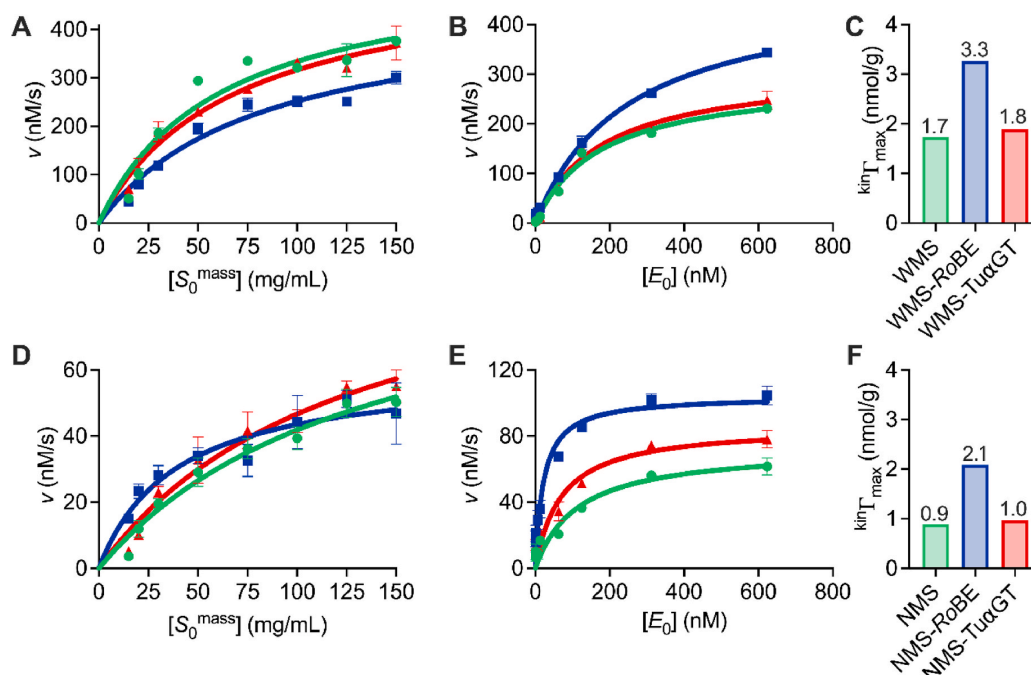 A
v (nM/s)
400
300
200
100
0
0 25 50 75 100 125 150
[S₀ᵐᵃˢˢ] (mg/mL)
B
v (nM/s)
400
300
200
100
0
0 200 400 600 800
[E₀] (nM)
C
ᵏⁱⁿΓmax (nmol/g)
4
3
2
1
0
1.7
3.3
1.8
WMS
WMS-RoBE
WMS-TuαGT
D
v (nM/s)
60
40
20
0
0 25 50 75 100 125 150
[S₀ᵐᵃˢˢ] (mg/mL)
E
v (nM/s)
120
80
40
0
0 200 400 600 800
[E₀] (nM)
F
ᵏⁱⁿΓmax (nmol/g)
4
3
2
1
0
0.9
2.1
1.0
NMS
NMS-RoBE
NMS-TuαGT